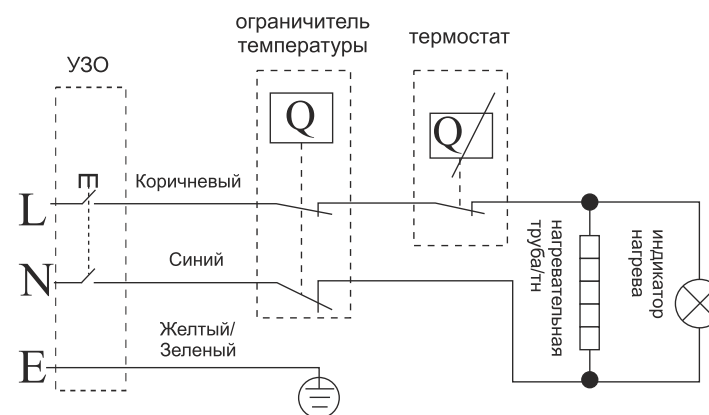 ограничитель
температуры
термостат
УЗО
Q
Q
L
Коричневый
N
Синий
Желтый/
Зеленый
E
нагревательная
труба/тн
индикатор
нагрева